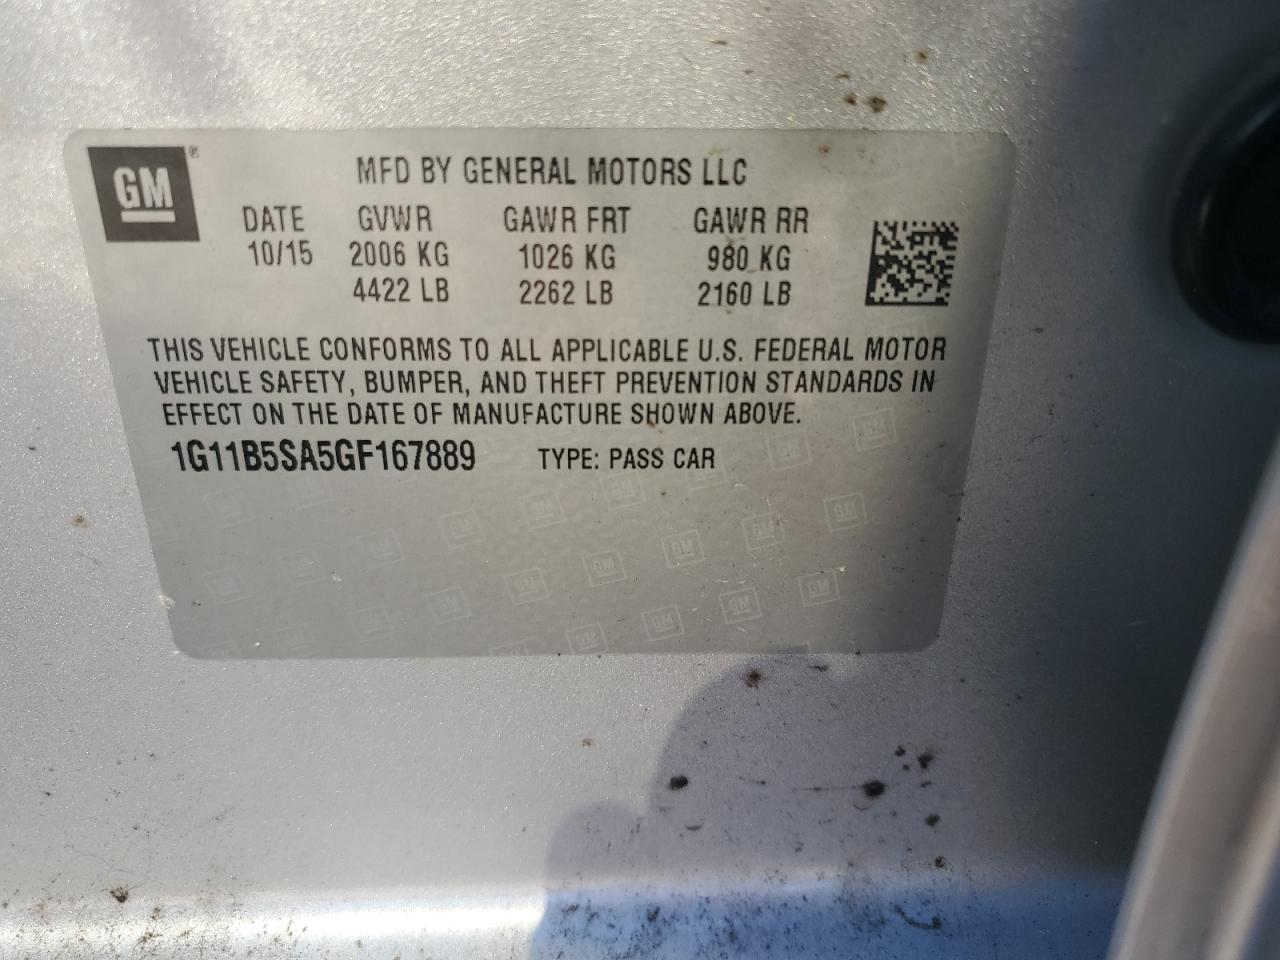 GM®
MFD BY GENERAL MOTORS LLC
DATE GVWR GAWR FRT GAWR RR
10/15 2006 KG 1026 KG 980 KG
4422 LB 2262 LB 2160 LB
THIS VEHICLE CONFORMS TO ALL APPLICABLE U.S. FEDERAL MOTOR
VEHICLE SAFETY, BUMPER, AND THEFT PREVENTION STANDARDS IN
EFFECT ON THE DATE OF MANUFACTURE SHOWN ABOVE.
1G11B5SA5GF167889 TYPE: PASS CAR